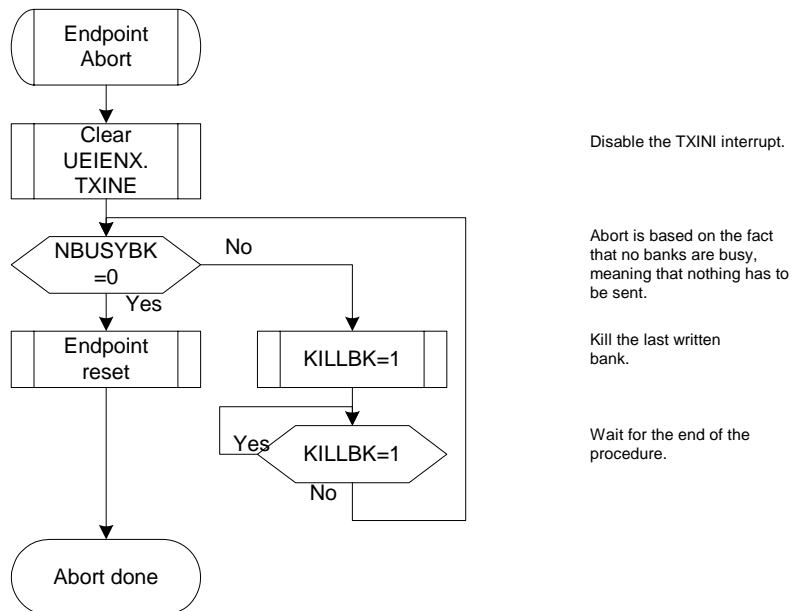 Endpoint
Abort
Clear
UEIENX.
TXINE
Disable the TXINI interrupt.
NBUSYBK
=0
No
Yes
Abort is based on the fact
that no banks are busy,
meaning that nothing has to
be sent.
Endpoint
reset
KILLBK=1
Kill the last written
bank.
Yes
KILLBK=1
No
Wait for the end of the
procedure.
Abort done